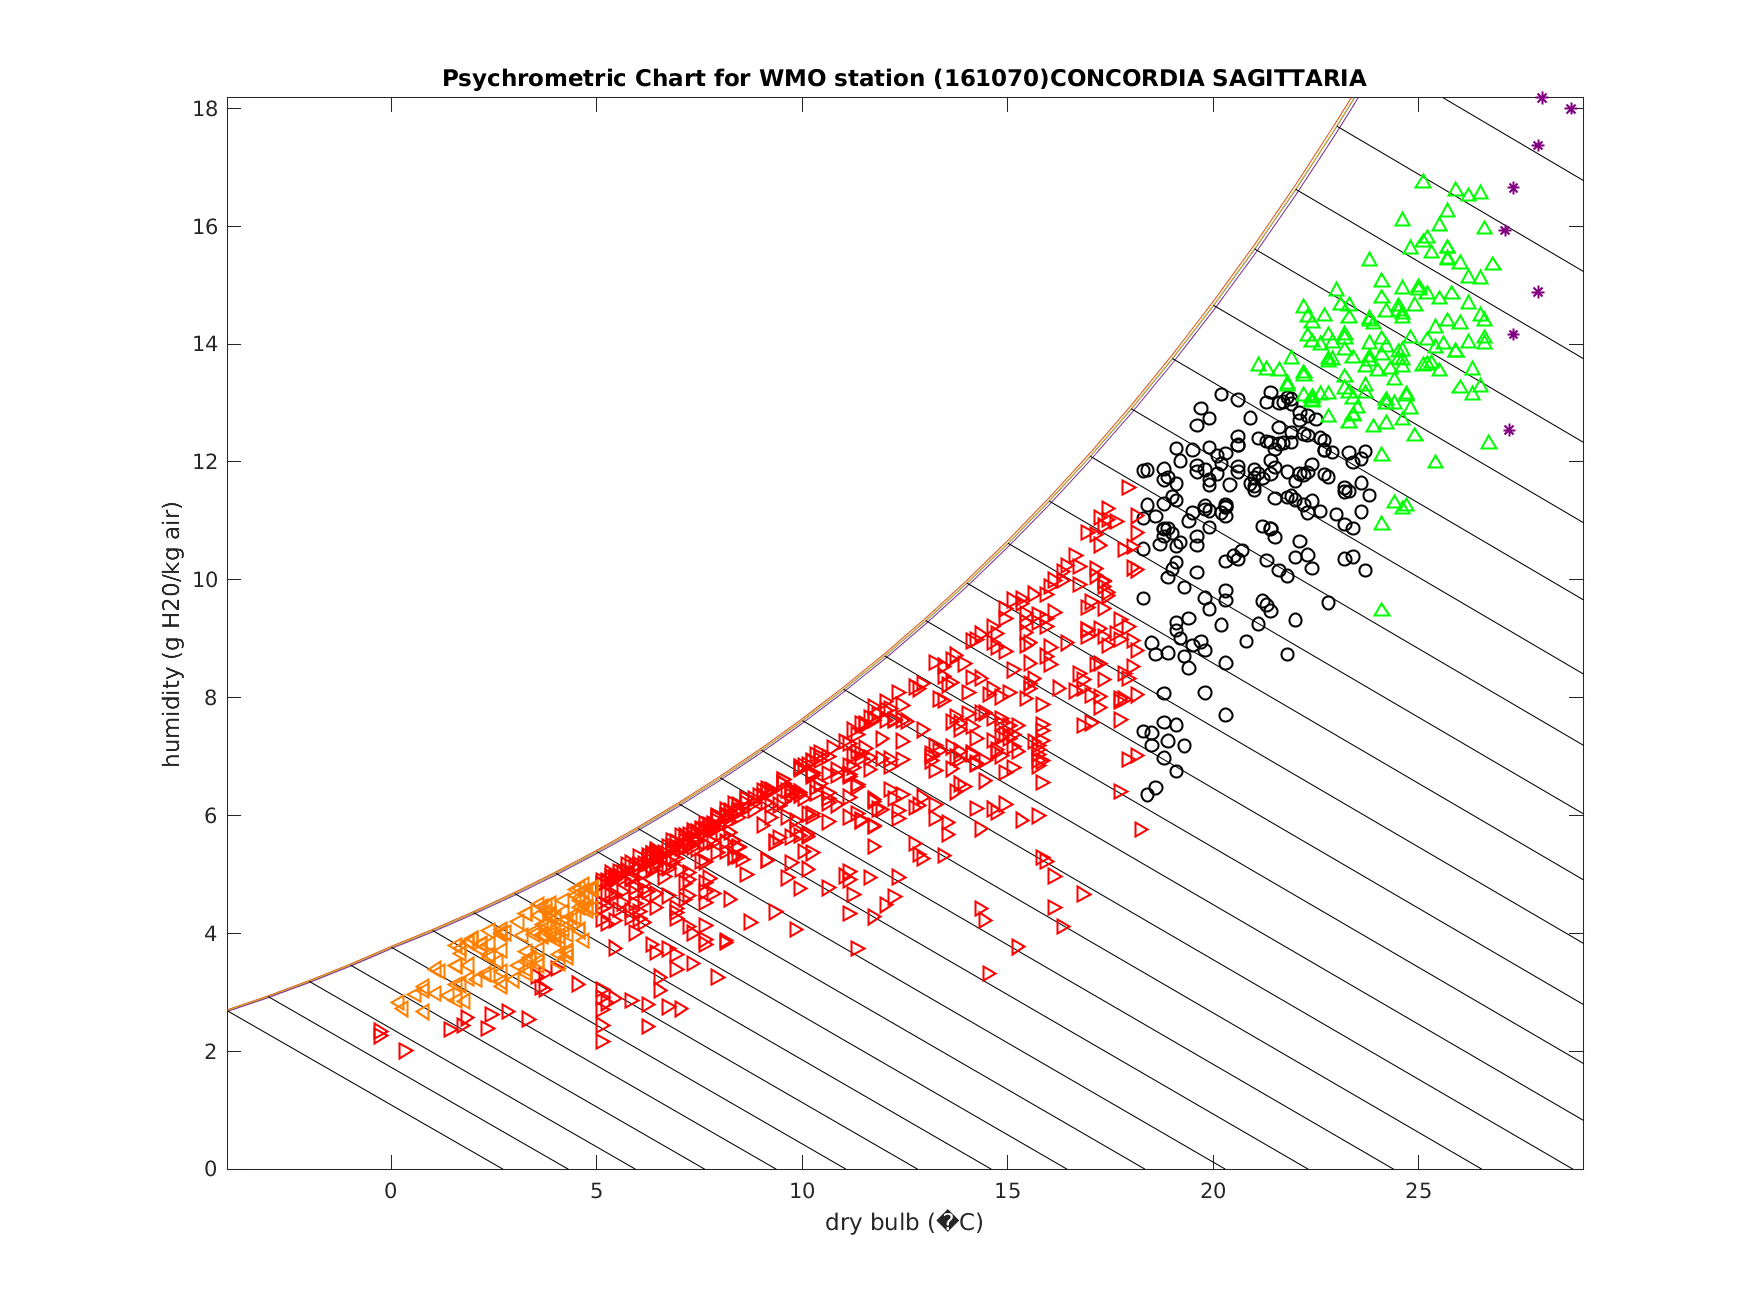 Psychrometric Chart for WMO station (161070)CONCORDIA SAGITTARIA
18
16
14
12
10
8
6
4
2
0
humidity (g H20/kg air)
0 5 10 15 20 25
dry bulb (�C)